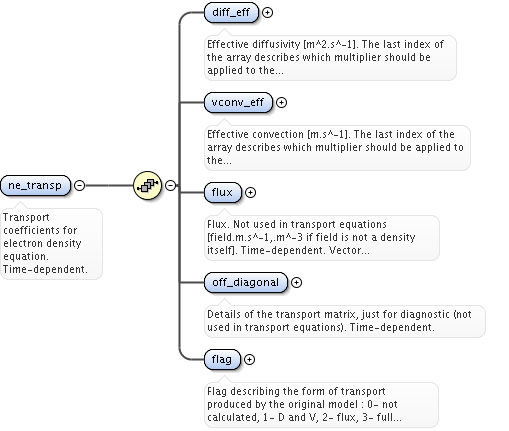 diff_eff
Effective diffusivity [m^2.s^-1]. The last index of
the array describes which multiplier should be
applied to the...
vconv_eff
Effective convection [m.s^-1]. The last index of the
array describes which multiplier should be applied to
the...
ne_transp
Transport
coefficients for
electron density
equation.
Time-dependent.
flux
Flux. Not used in transport equations
[field.m.s^-1,.m^-3 if field is not a density
itself]. Time-dependent. Vector...
off_diagonal
Details of the transport matrix, just for diagnostic (not
used in transport equations). Time-dependent.
flag
Flag describing the form of transport
produced by the original model : 0- not
calculated, 1- D and V, 2- flux, 3- full...